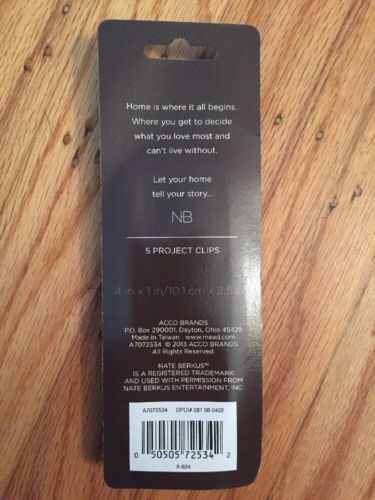 Home is where it all begins.
Where you get to decide
what you love most and
can't live without.
Let your home
tell your story...
NB
5 PROJECT CLIPS
4 in x 1 in/10.1 cm x 2.5
ACCO BRANDS
P.O. Box 290001, Dayton, Ohio 45429
Made in Taiwan www.mead.com
A7072534 © 2013 ACCO BRANDS
All Rights Reserved.
NATE BERKUS™
IS A REGISTERED TRADEMARK
AND USED WITH PERMISSION FROM
NATE BERKUS ENTERTAINMENT, INC
A7072534 DPCI# 081 08 0402
0 50505 72534 2
X-834